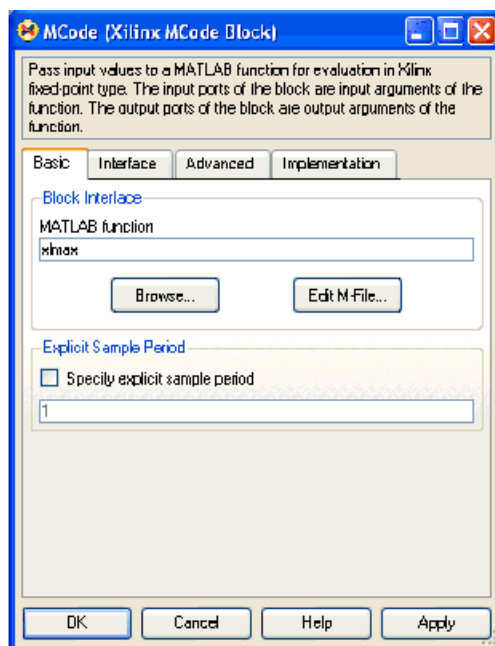 MCode (Xilinx MCode Block)
Pass input values to a MATLAB function for evaluation in Xilinx
fixed-point type. The input ports of the block are input arguments of the
function. The output ports of the block are output arguments of the
function.
Basic Interface Advanced Implementation
Block Interface
MATLAB function
xlmax
Browse... Edit M-File...
Explicit Sample Period
Specify explicit sample period
1
OK Cancel Help Apply